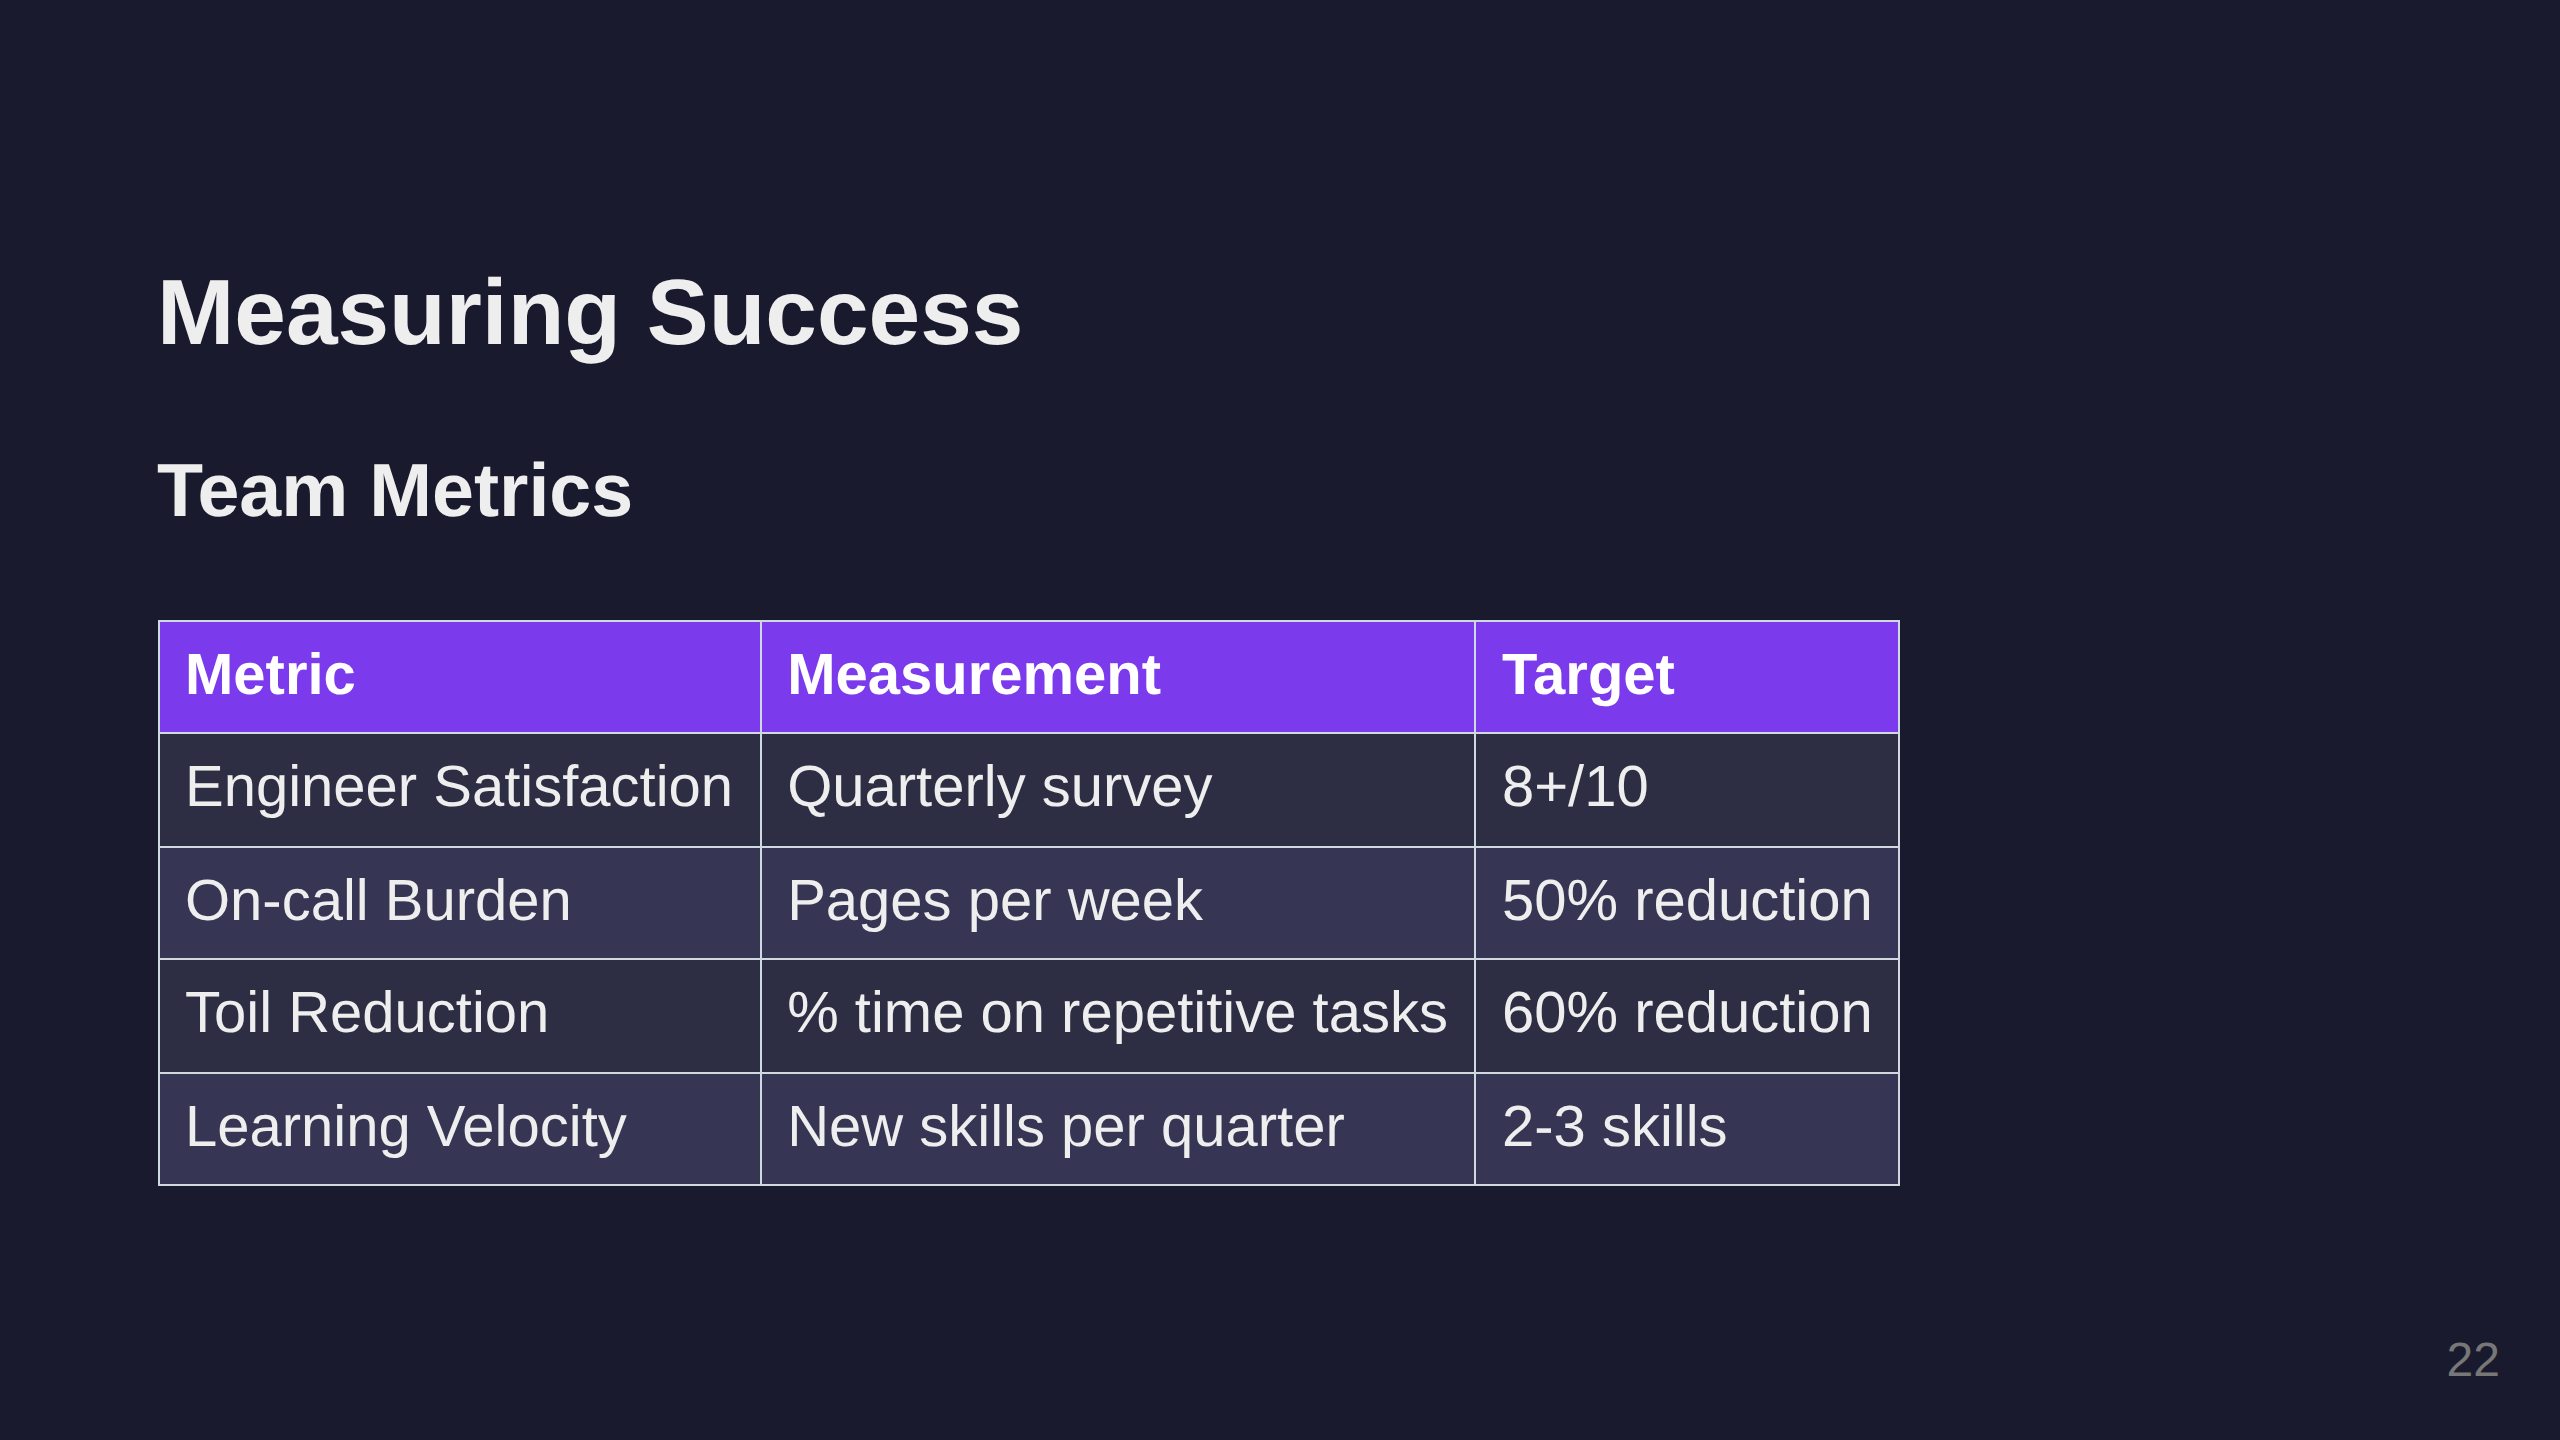 Measuring Success
Team Metrics
Metric Measurement Target
Engineer Satisfaction Quarterly survey 8+/10
On-call Burden Pages per week 50% reduction
Toil Reduction % time on repetitive tasks 60% reduction
Learning Velocity New skills per quarter 2-3 skills
22